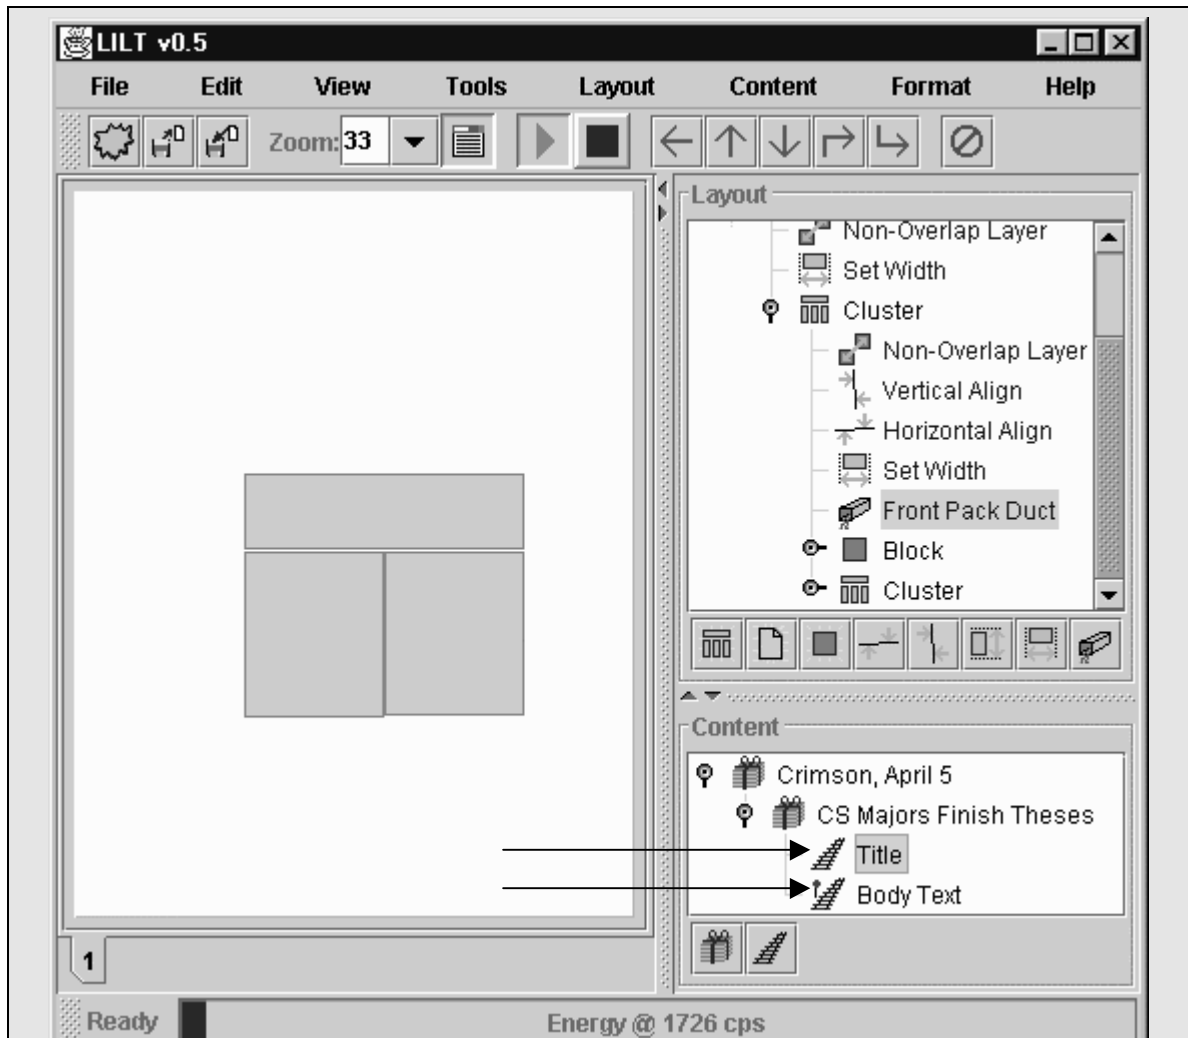 LILT v0.5
File Edit View Tools Layout Content Format Help
Zoom: 33
Layout
Non-Overlap Layer
Set Width
Cluster
Non-Overlap Layer
Vertical Align
Horizontal Align
Set Width
Front Pack Duct
Block
Cluster
Content
Crimson, April 5
CS Majors Finish Theses
Title
Body Text
1
Ready Energy @ 1726 cps